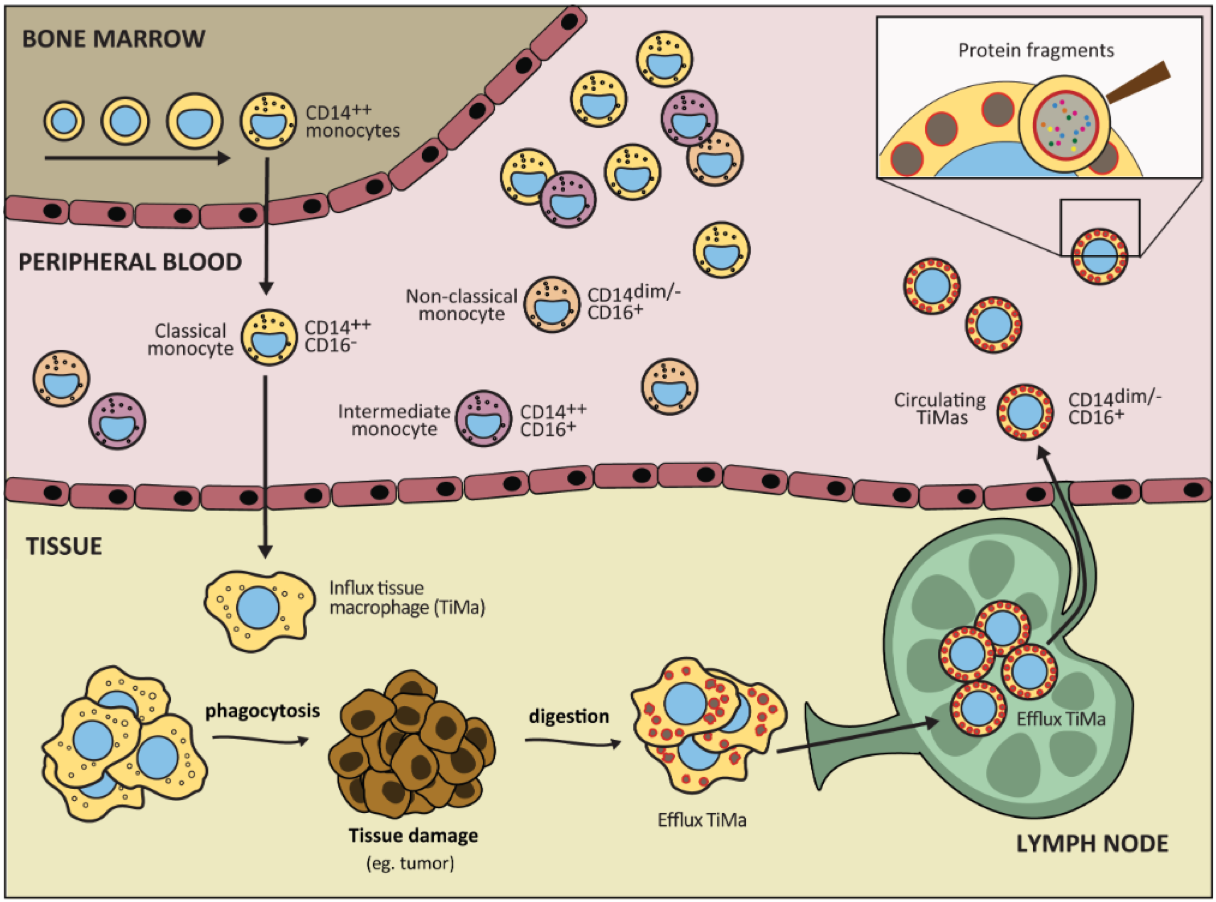 BONE MARROW
CD14++
monocytes
Protein fragments
PERIPHERAL BLOOD
Classical
monocyte
CD14++
CD16-
Non-classical
monocyte
CD14dim/-
CD16+
Intermediate
monocyte
CD14++
CD16+
Circulating
TiMas
CD14dim/-
CD16+
TISSUE
Influx tissue
macrophage (TiMa)
phagocytosis
Tissue damage
(eg. tumor)
digestion
Efflux TiMa
Efflux TiMa
LYMPH NODE